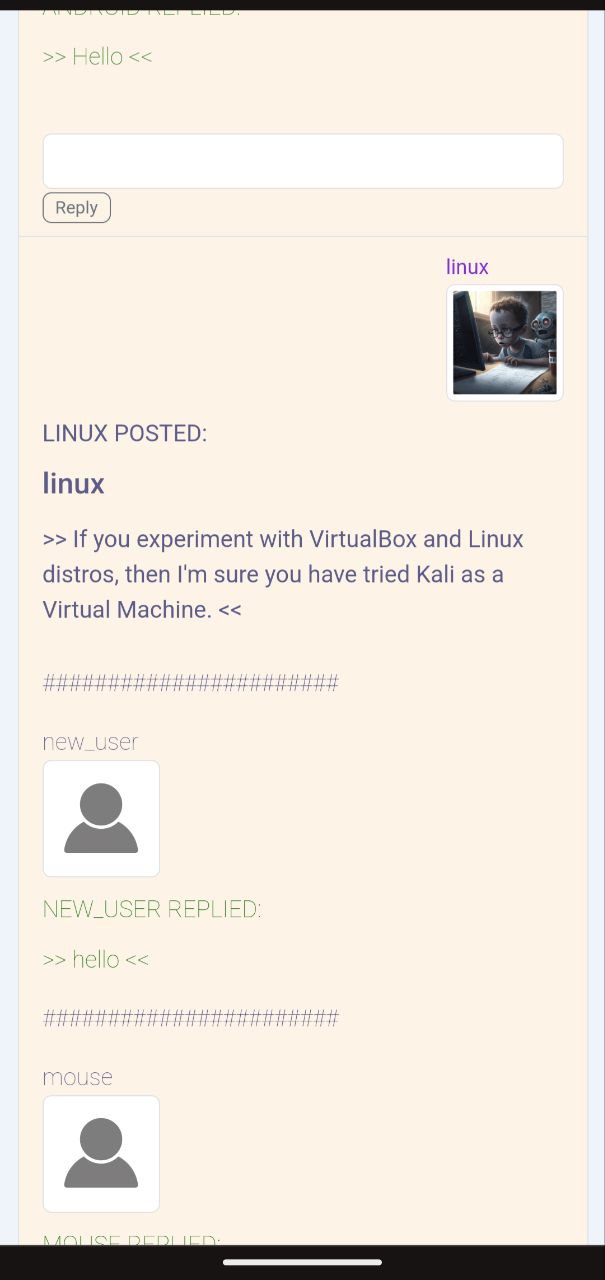 ANDROID REPLIED:
>> Hello <<
Reply
linux
LINUX POSTED:
linux
>> If you experiment with VirtualBox and Linux
distros, then I'm sure you have tried Kali as a
Virtual Machine. <<
#######################
new_user
NEW_USER REPLIED:
>> hello <<
#######################
mouse
MOUSE REPLIED: